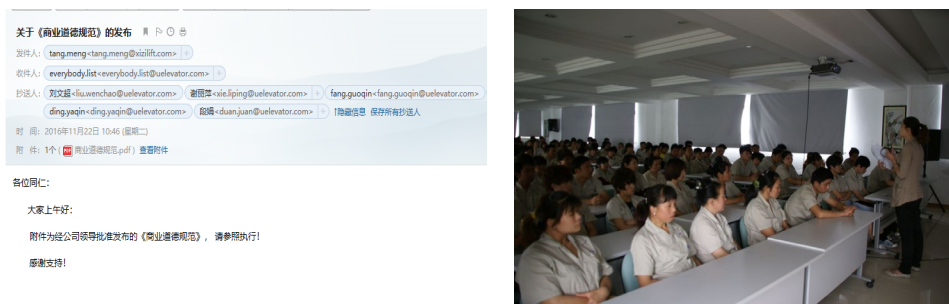 关于《商业道德规范》的发布
发件人： tang.meng<tang.meng@xizilift.com>
收件人： everybody.list<everybody.list@uelevator.com>
抄送人： 刘文超<liu.wenchao@uelevator.com> 谢丽萍<xie.liping@uelevator.com> fang.guoqin<fang.guoqin@uelevator.com>
ding.yaqin<ding.yaqin@uelevator.com> 段娟<duan.juan@uelevator.com> 隐藏信息 保存所有抄送人
时 间： 2016年11月22日 10:46 (星期二)
附 件： 1个 ( 商业道德规范.pdf ) 查看附件
各位同仁：
大家上午好：
附件为经公司领导批准发布的《商业道德规范》， 请参照执行！
感谢支持！